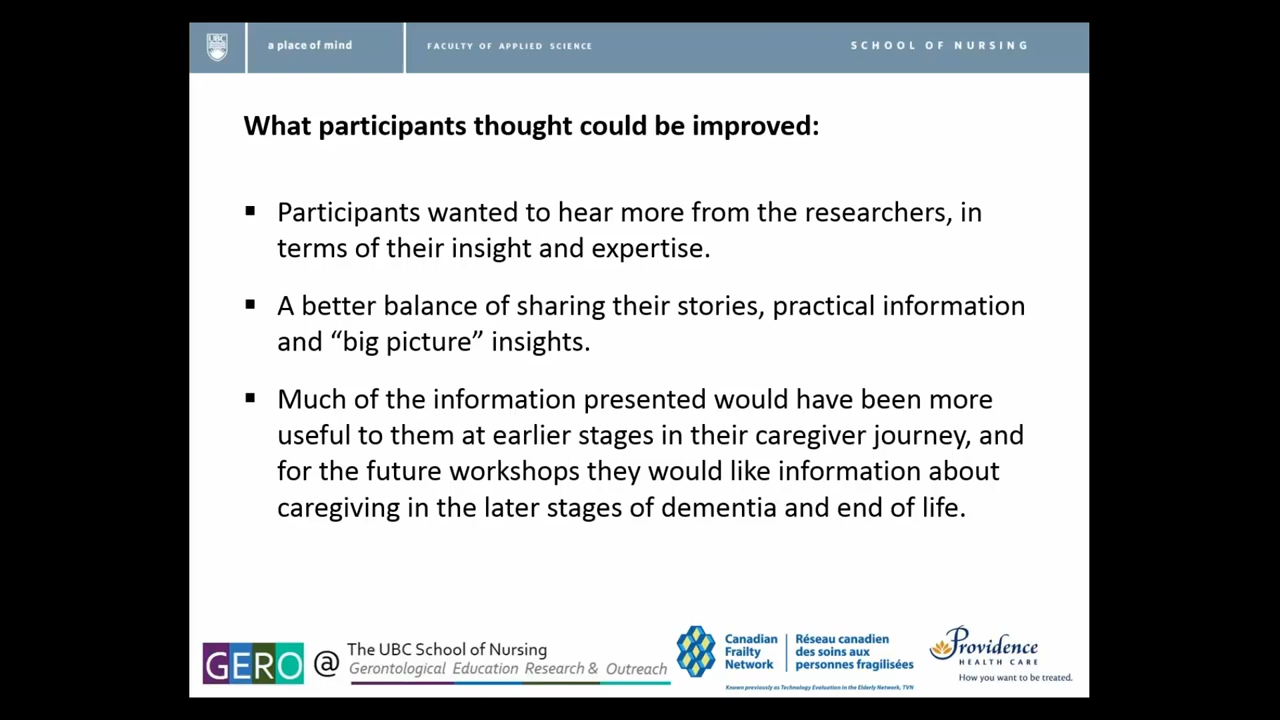 UBC
a place of mind
FACULTY OF APPLIED SCIENCE
SCHOOL OF NURSING
What participants thought could be improved:
▪ Participants wanted to hear more from the researchers, in
terms of their insight and expertise.
▪ A better balance of sharing their stories, practical information
and “big picture” insights.
▪ Much of the information presented would have been more
useful to them at earlier stages in their caregiver journey, and
for the future workshops they would like information about
caregiving in the later stages of dementia and end of life.
GERO @
The UBC School of Nursing
Gerontological Education Research & Outreach
Canadian
Frailty
Network
Réseau canadien
des soins aux
personnes fragilisées
Known previously as Technology Evaluation in the Elderly Network, TVN
Providence
HEALTH CARE
How you want to be treated.